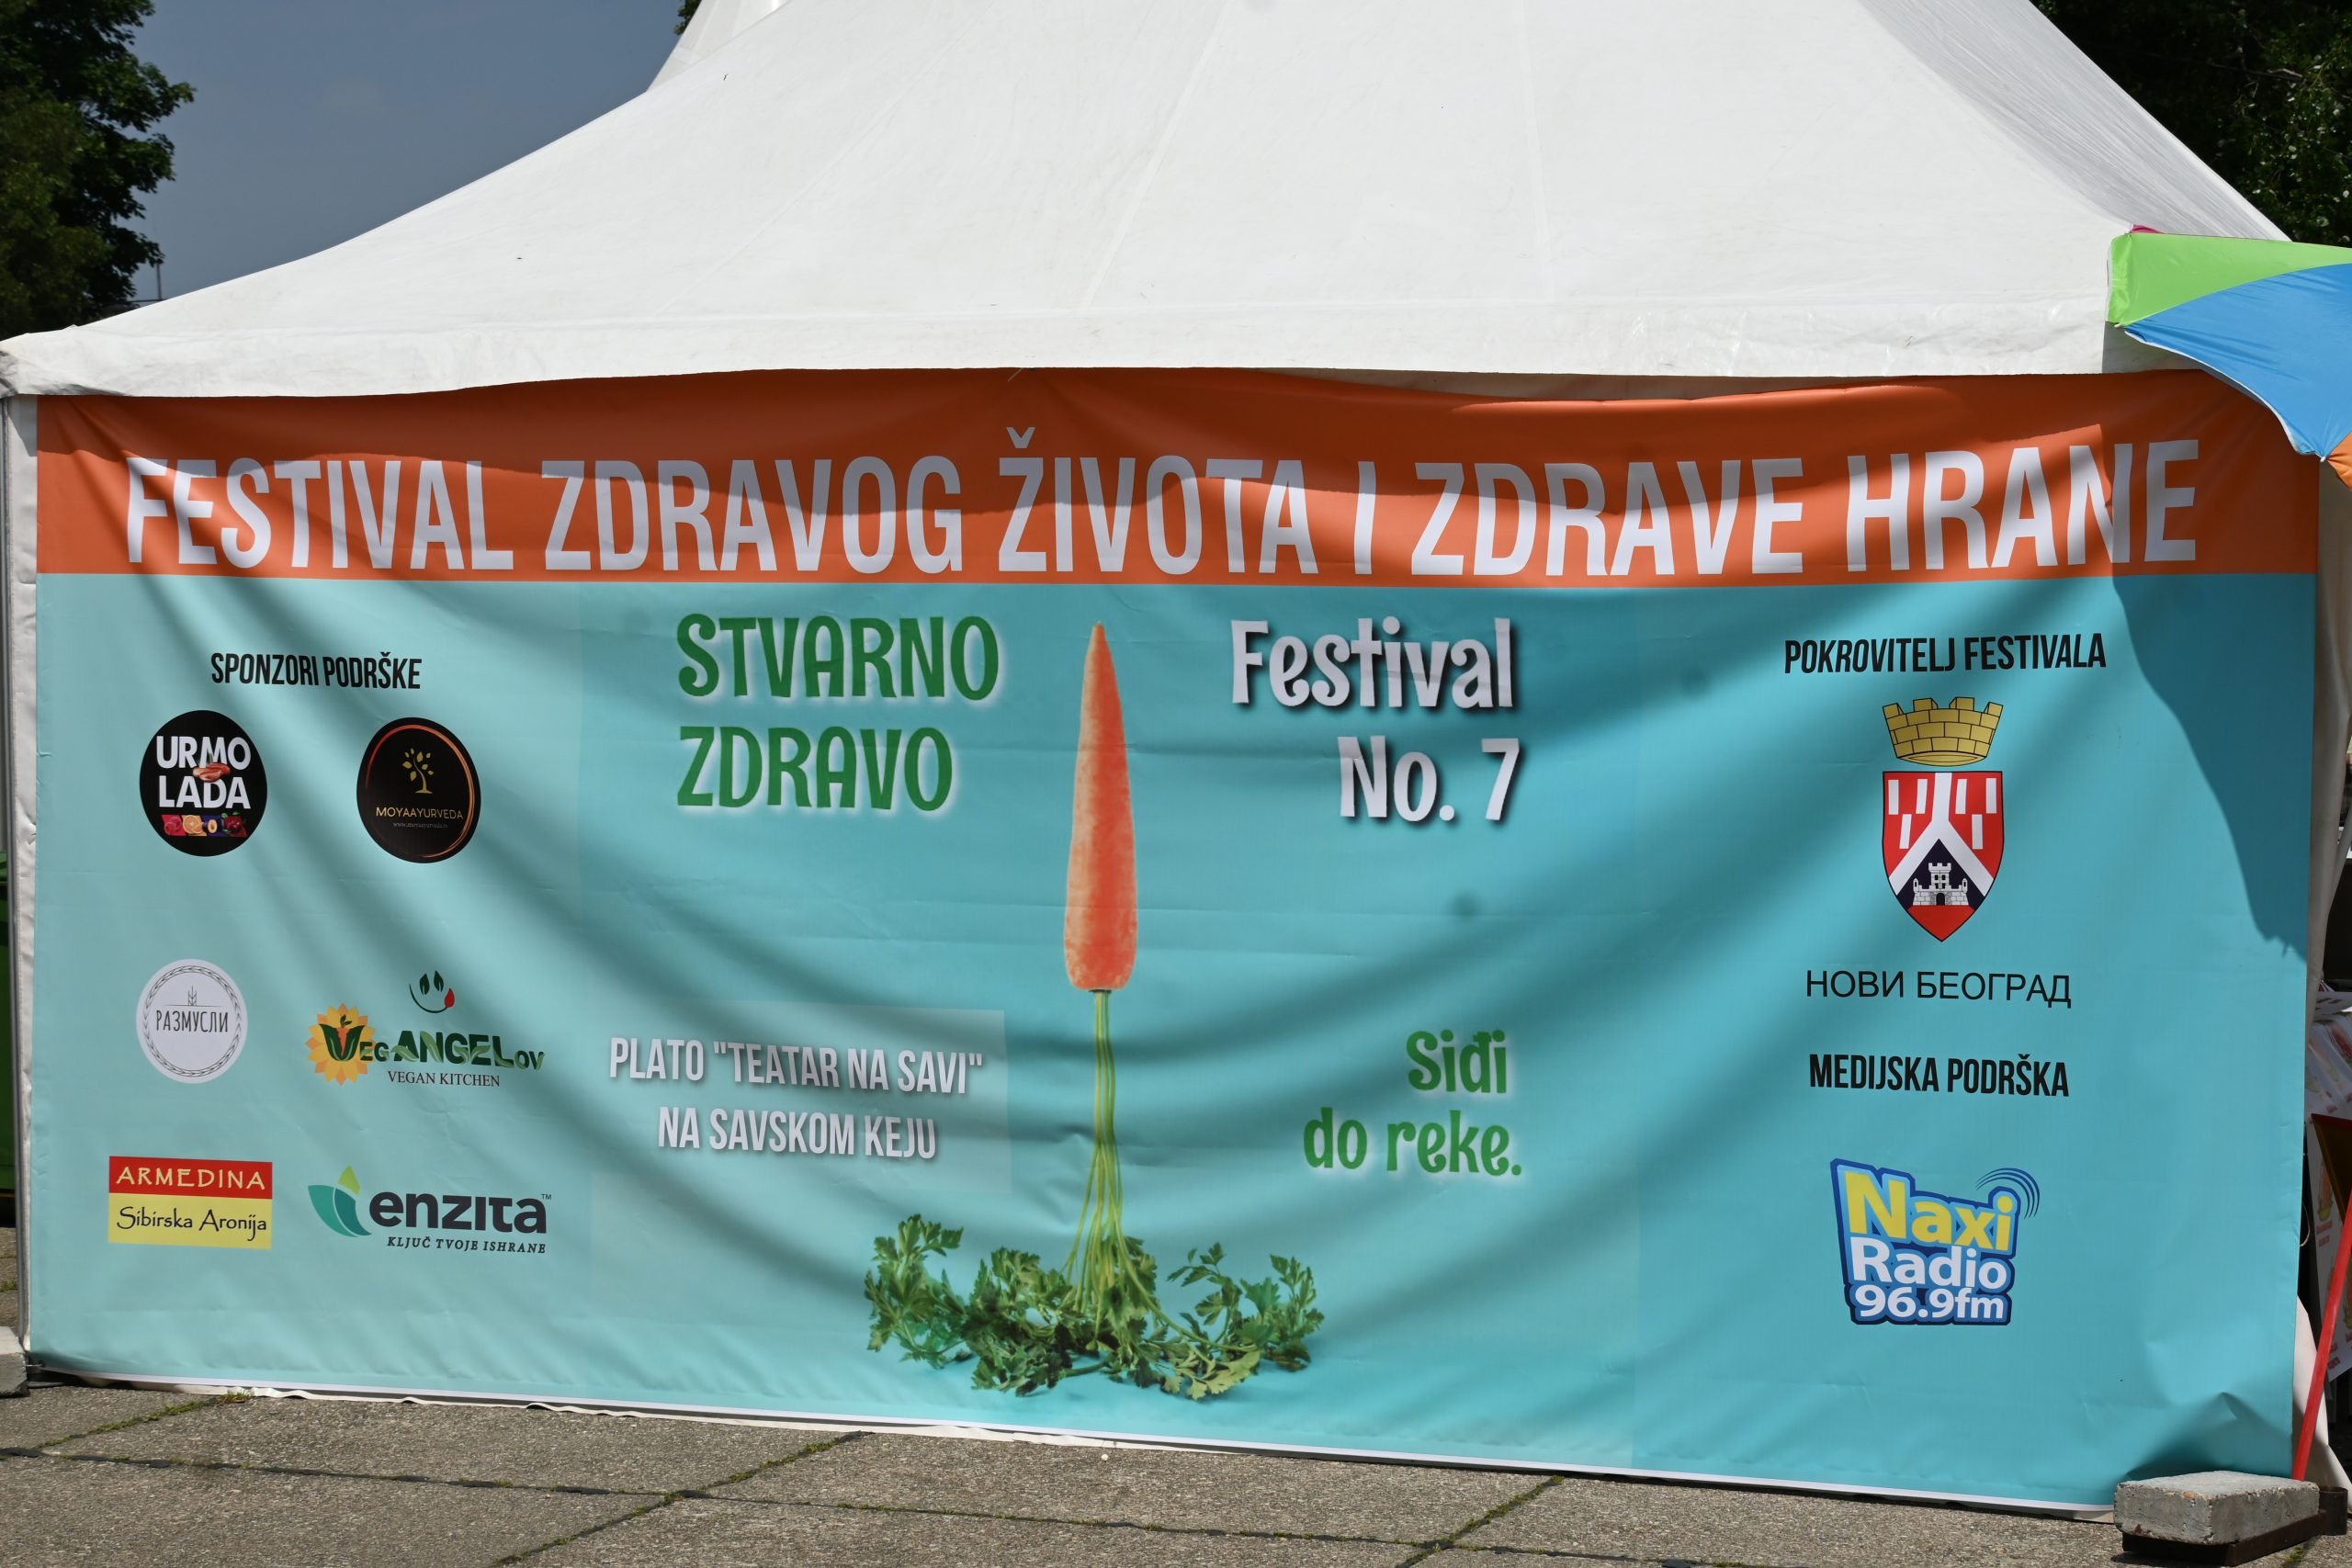 FESTIVAL ZDRAVOG ŽIVOTA I ZDRAVE HRANE
SPONZORI PODRŠKE
URMO
LADA
MOYAAYURVEDA
РАЗМУСЛИ
VEGANGELOV
VEGAN KITCHEN
ARMEDINA
Sibirska Aronija
enzita™
KLJUČ TVOJE ISHRANE
STVARNO
ZDRAVO
PLATO "TEATAR NA SAVI"
NA SAVSKOM KEJU
Festival
No. 7
Siđi
do reke.
POKROVITELJ FESTIVALA
НОВИ БЕОГРАД
MEDIJSKA PODRŠKA
Naxi
Radio
96.9fm